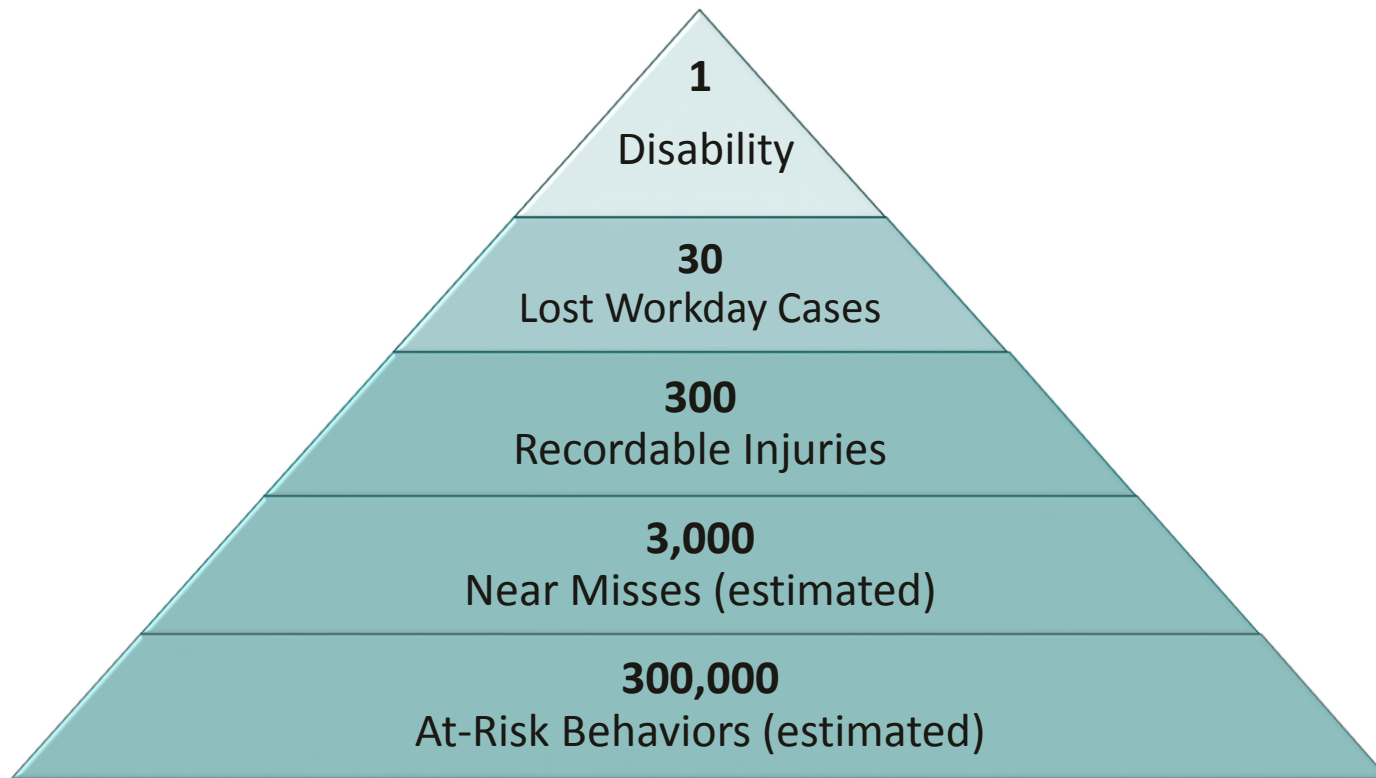 1
Disability
30
Lost Workday Cases
300
Recordable Injuries
3,000
Near Misses (estimated)
300,000
At-Risk Behaviors (estimated)